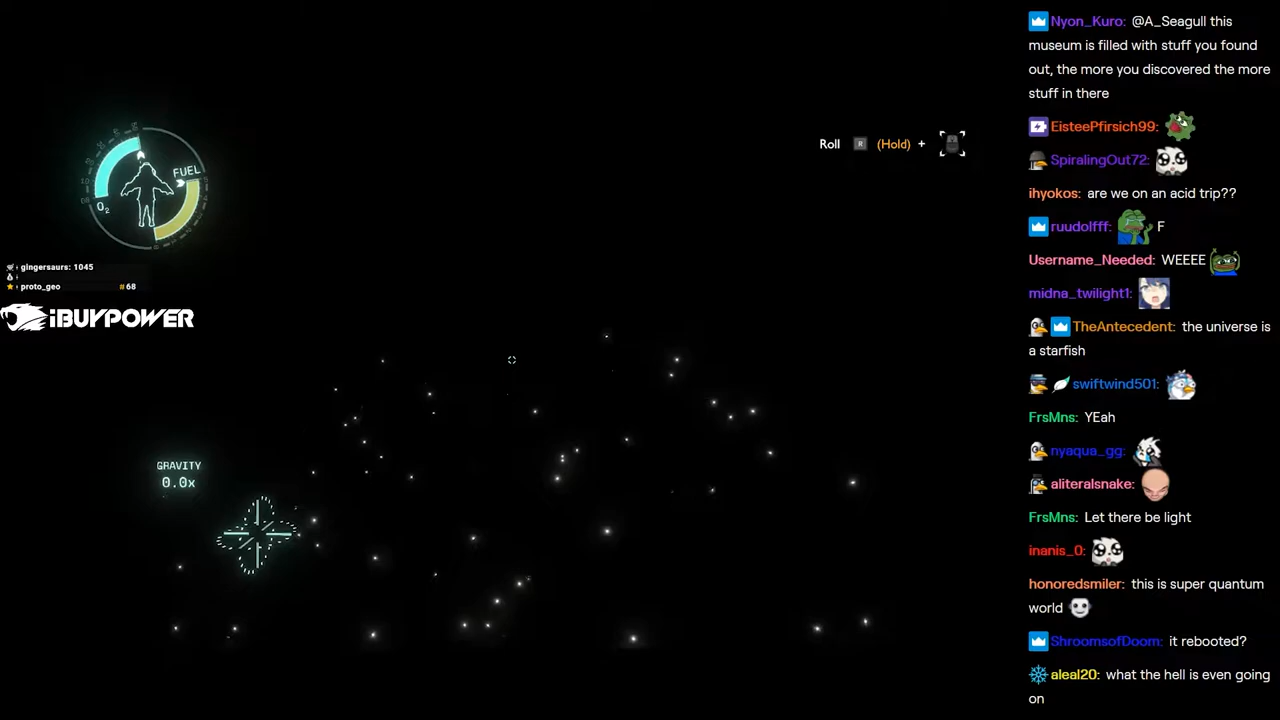 FUEL
O₂
Roll R (Hold) +
gingersaurs: 1045
proto_geo #68
iBUYPOWER
GRAVITY
0.0x
Nyon_Kuro: @A_Seagull this
museum is filled with stuff you found
out, the more you discovered the more
stuff in there
EisteePfirsich99:
SpiralingOut72:
ihyokos: are we on an acid trip??
ruudolfff: F
Username_Needed: WEEEE
midna_twilight1:
TheAntecedent: the universe is
a starfish
swiftwind501:
FrsMns: YEah
nyaqua_gg:
aliteralsnake:
FrsMns: Let there be light
inanis_0:
honoredsmiler: this is super quantum
world
ShroomsofDoom: it rebooted?
aleal20: what the hell is even going
on